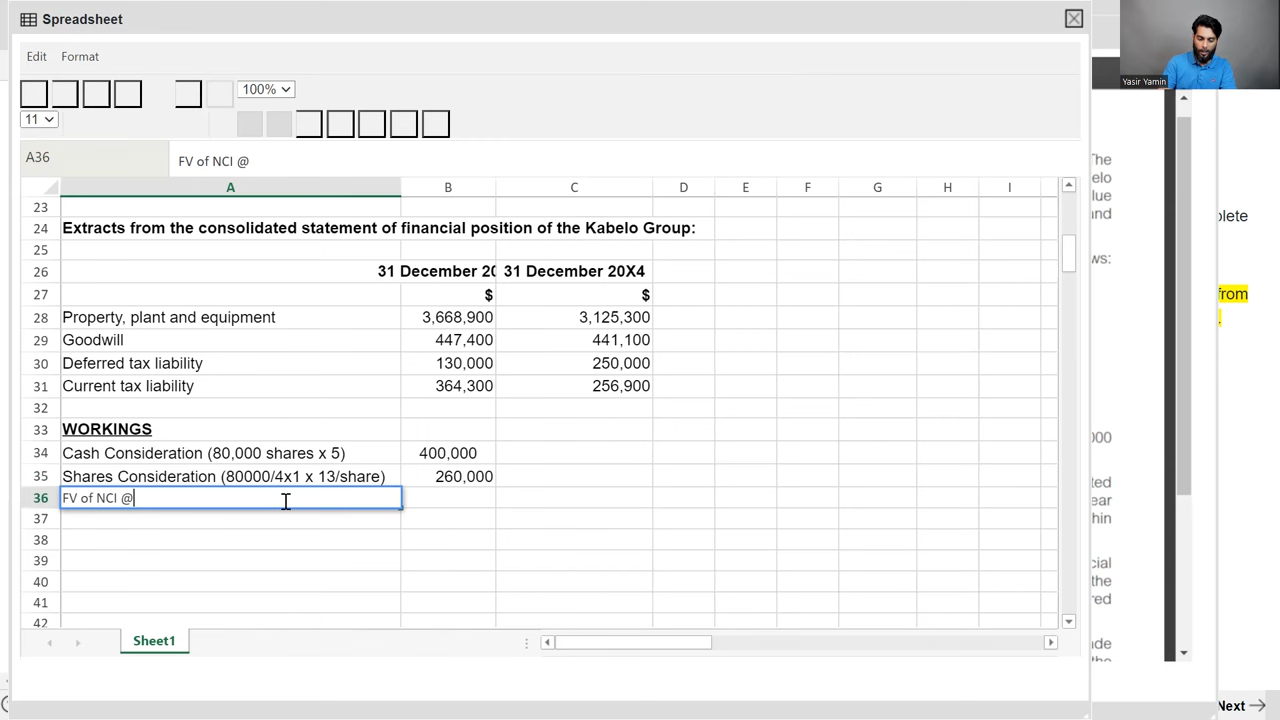 Spreadsheet
Edit Format
100%
11
A36 FV of NCI @
A B C D E F G H I
23
24 Extracts from the consolidated statement of financial position of the Kabelo Group:
25
26 31 December 20 31 December 20X4
27 $ $
28 Property, plant and equipment 3,668,900 3,125,300
29 Goodwill 447,400 441,100
30 Deferred tax liability 130,000 250,000
31 Current tax liability 364,300 256,900
32
33 WORKINGS
34 Cash Consideration (80,000 shares x 5) 400,000
35 Shares Consideration (80000/4x1 x 13/share) 260,000
36 FV of NCI @
37
38
39
40
41
42
Sheet1
Yasir Yamin
from
Next